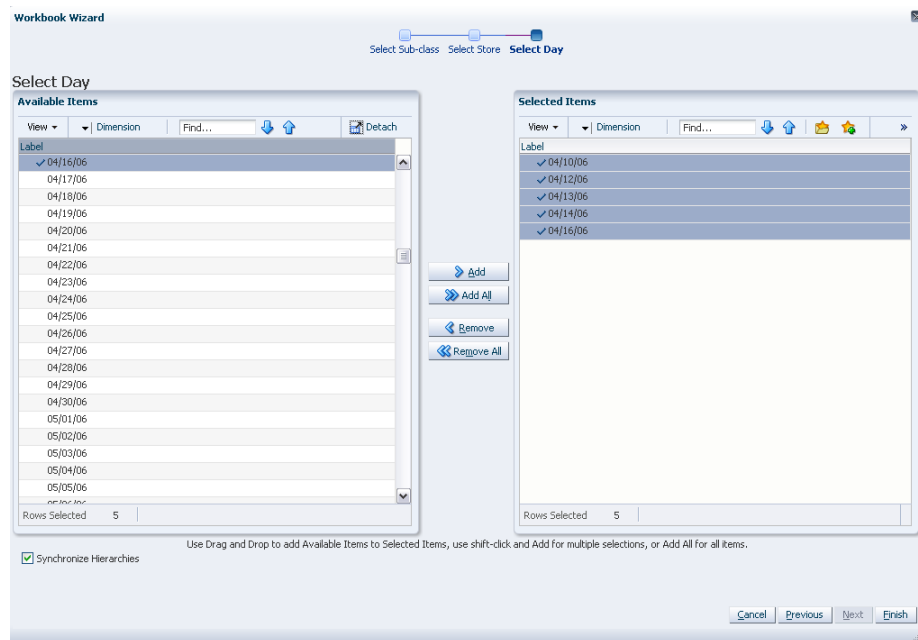 Workbook Wizard
Select Sub-class Select Store Select Day
Select Day
Available Items
View Dimension Find... Detach
Label
04/16/06
04/17/06
04/18/06
04/19/06
04/20/06
04/21/06
04/22/06
04/23/06
04/24/06
04/25/06
04/26/06
04/27/06
04/28/06
04/29/06
04/30/06
05/01/06
05/02/06
05/03/06
05/04/06
05/05/06
Rows Selected 5
Add
Add All
Remove
Remove All
Selected Items
View Dimension Find... »
Label
04/10/06
04/12/06
04/13/06
04/14/06
04/16/06
Rows Selected 5
Use Drag and Drop to add Available Items to Selected Items, use shift-click and Add for multiple selections, or Add All for all items.
Synchronize Hierarchies
Cancel Previous Next Finish